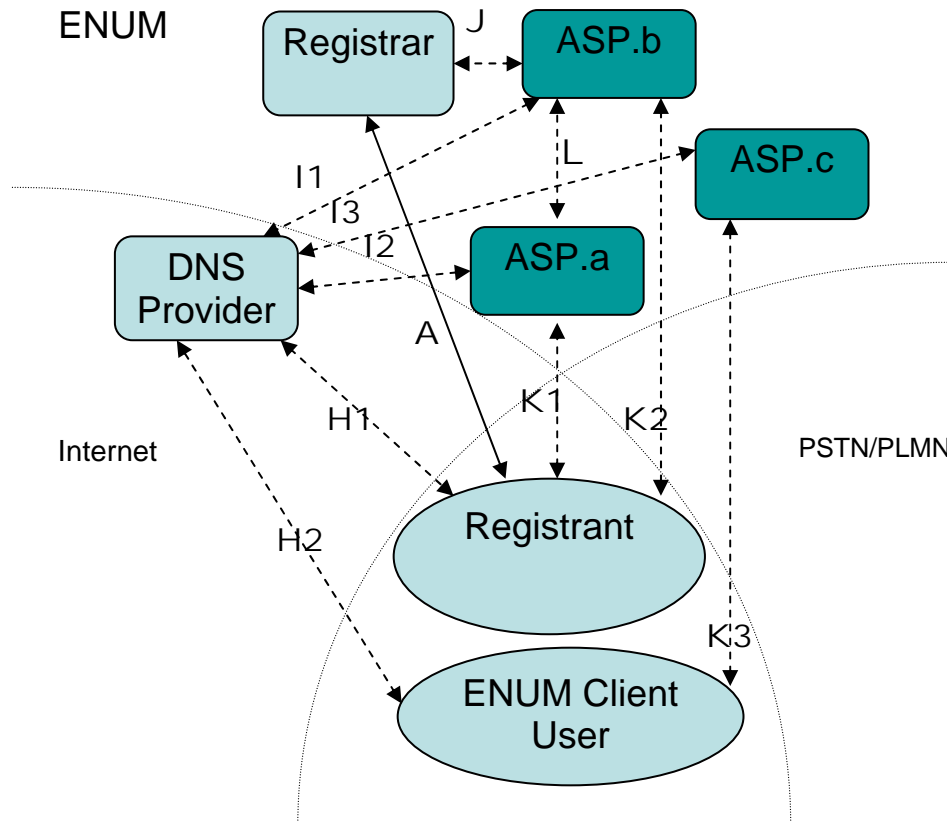 ENUM
Registrar
J
ASP.b
L
ASP.c
I1
I3
I2
DNS
Provider
ASP.a
A
K1
H1
K2
Internet
PSTN/PLMN
Registrant
H2
K3
ENUM Client
User